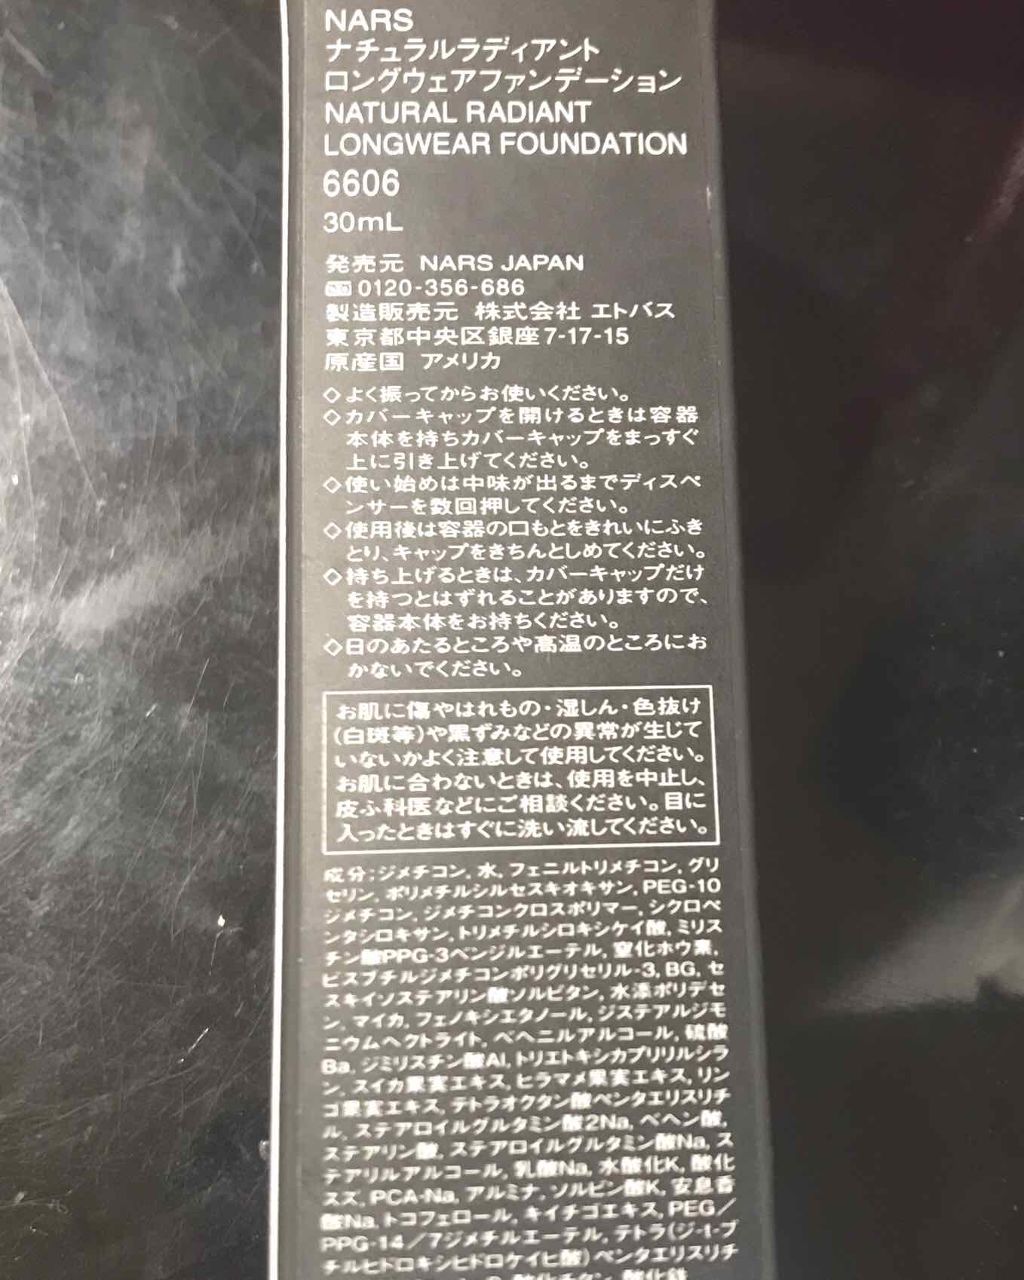 NARS
ナチュラルラディアント
ロングウェアファンデーション
NATURAL RADIANT
LONGWEAR FOUNDATION
6606
30mL
発売元 NARS JAPAN
0120-356-686
製造販売元 株式会社 エトバス
東京都中央区銀座7-17-15
原産国 アメリカ
◇よく振ってからお使いください。
◇カバーキャップを開けるときは容器
本体を持ちカバーキャップをまっすぐ
上に引き上げてください。
◇使い始めは中味が出るまでディスペ
ンサーを数回押してください。
◇使用後は容器の口もとをきれいにふき
とり、キャップをきちんとしめてください。
◇持ち上げるときは、カバーキャップだけ
を持つとはずれることがありますので、
容器本体をお持ちください。
◇日のあたるところや高温のところにお
かないでください。
お肌に傷やはれもの・湿しん・色抜け
(白斑等)や黒ずみなどの異常が生じて
いないかよく注意して使用してください。
お肌に合わないときは、使用を中止し、
皮ふ科医などにご相談ください。目に
入ったときはすぐに洗い流してください。
成分:ジメチコン, 水, フェニルトリメチコン, グリ
セリン, ポリメチルシルセスキオキサン, PEG-10
ジメチコン, ジメチコンクロスポリマー, シクロペ
ンタシロキサン, トリメチルシロキシケイ酸, ミリス
チン酸PPG-3ベンジルエーテル, 窒化ホウ素,
ビスブチルジメチコンポリグリセリル-3, BG, セ
スキイソステアリン酸ソルビタン, 水添ポリデセ
ン, マイカ, フェノキシエタノール, ジステアルジモ
ニウムヘクトライト, ベヘニルアルコール, 硫酸
Ba, ジミリスチン酸Al, トリエトキシカプリリルシラ
ン, スイカ果実エキス, ヒラマメ果実エキス, リン
ゴ果実エキス, テトラオクタン酸ペンタエリスリチ
ル, ステアロイルグルタミン酸2Na, ベヘン酸,
ステアリン酸, ステアロイルグルタミン酸Na, ス
テアリルアルコール, 乳酸Na, 水酸化K, 酸化
スズ, PCA-Na, アルミナ, ソルビン酸K, 安息香
酸Na, トコフェロール, キイチゴエキス, PEG/
PPG-14/7ジメチルエーテル, テトラ(ジ-t-ブ
チルヒドロキシヒドロケイヒ酸)ペンタエリスリチ
酸化チタン, 酸化鉄